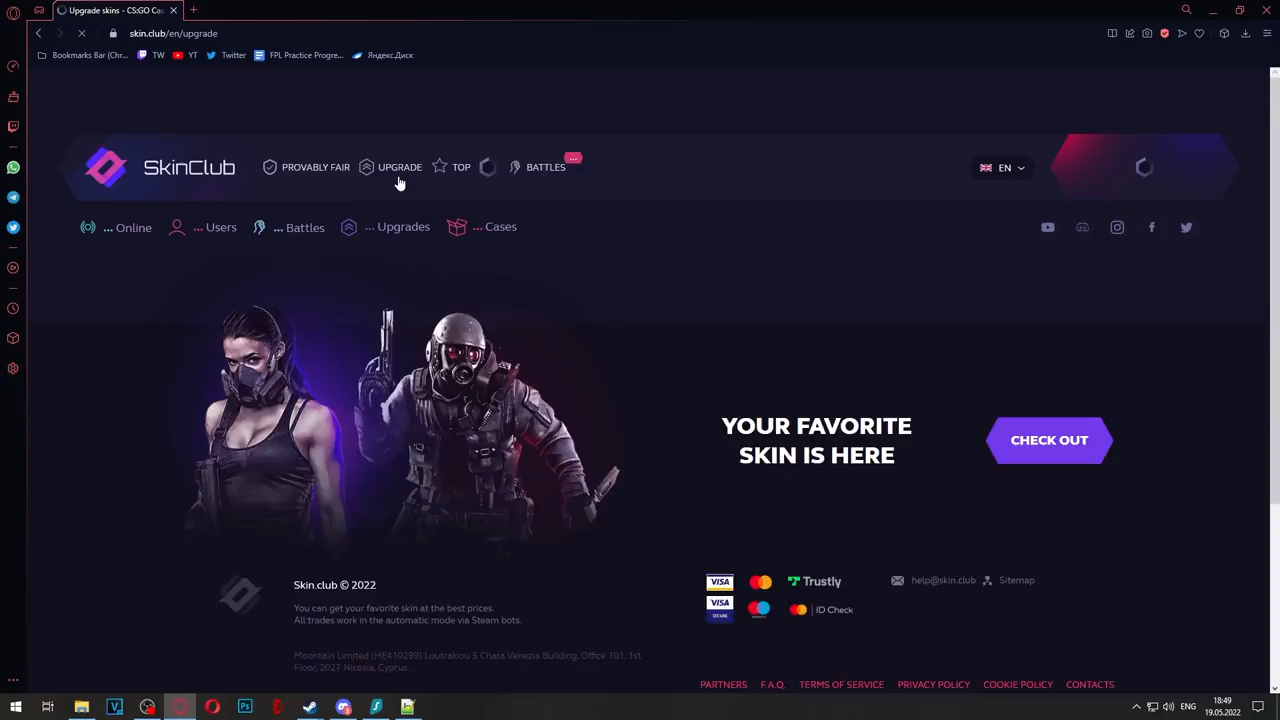 Upgrade skins - CS:GO Cas
skin.club/en/upgrade
Bookmarks Bar (Chr...
TW
YT
Twitter
FPL Practice Progre...
Яндекс.Диск
SkinClub
PROVABLY FAIR
UPGRADE
TOP
BATTLES
...
EN
... Online
... Users
... Battles
... Upgrades
... Cases
YOUR FAVORITE
SKIN IS HERE
CHECK OUT
Skin.club © 2022
You can get your favorite skin at the best prices.
All trades work in the automatic mode via Steam bots.
Mountain Limited (HE410299) Loutrakiou 5 Chara Venezia Building, Office 101, 1st
Floor, 2027 Nicosia, Cyprus
VISA
Trustly
VISA
SECURE
ID Check
help@skin.club
Sitemap
PARTNERS
F.A.Q.
TERMS OF SERVICE
PRIVACY POLICY
COOKIE POLICY
CONTACTS
Ps
ENG
18:49
19.05.2022